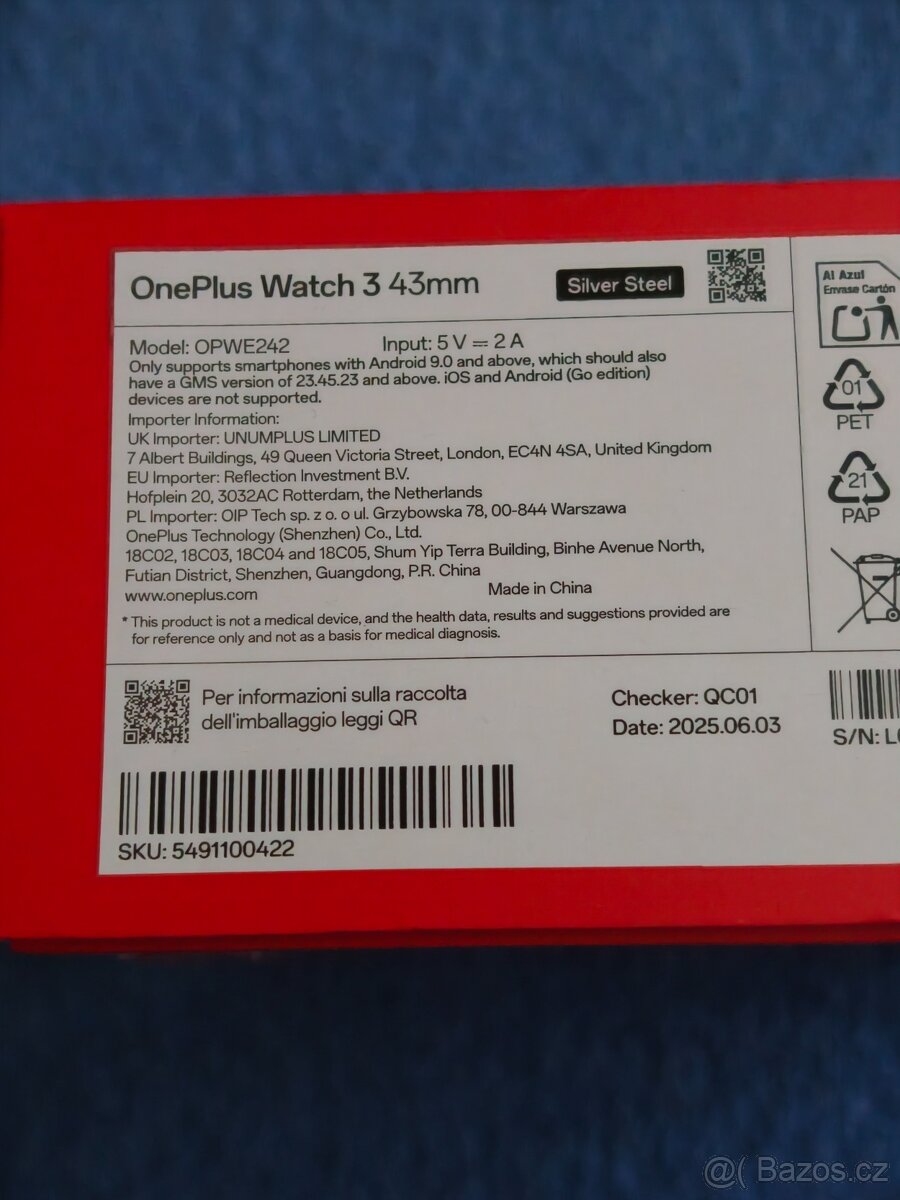 OnePlus Watch 3 43mm
Silver Steel
Model: OPWE242 Input: 5 V ⎓ 2 A
Only supports smartphones with Android 9.0 and above, which should also
have a GMS version of 23.45.23 and above. iOS and Android (Go edition)
devices are not supported.
Importer Information:
UK Importer: UNUMPLUS LIMITED
7 Albert Buildings, 49 Queen Victoria Street, London, EC4N 4SA, United Kingdom
EU Importer: Reflection Investment B.V.
Hofplein 20, 3032AC Rotterdam, the Netherlands
PL Importer: OIP Tech sp. z o. o ul. Grzybowska 78, 00-844 Warszawa
OnePlus Technology (Shenzhen) Co., Ltd.
18C02, 18C03, 18C04 and 18C05, Shum Yip Terra Building, Binhe Avenue North,
Futian District, Shenzhen, Guangdong, P.R. China
www.oneplus.com Made in China
* This product is not a medical device, and the health data, results and suggestions provided are
for reference only and not as a basis for medical diagnosis.
Al Azul
Envase Cartón
01
PET
21
PAP
Per informazioni sulla raccolta
dell'imballaggio leggi QR
Checker: QC01
Date: 2025.06.03
S/N:
SKU: 5491100422
@( Bazos.cz